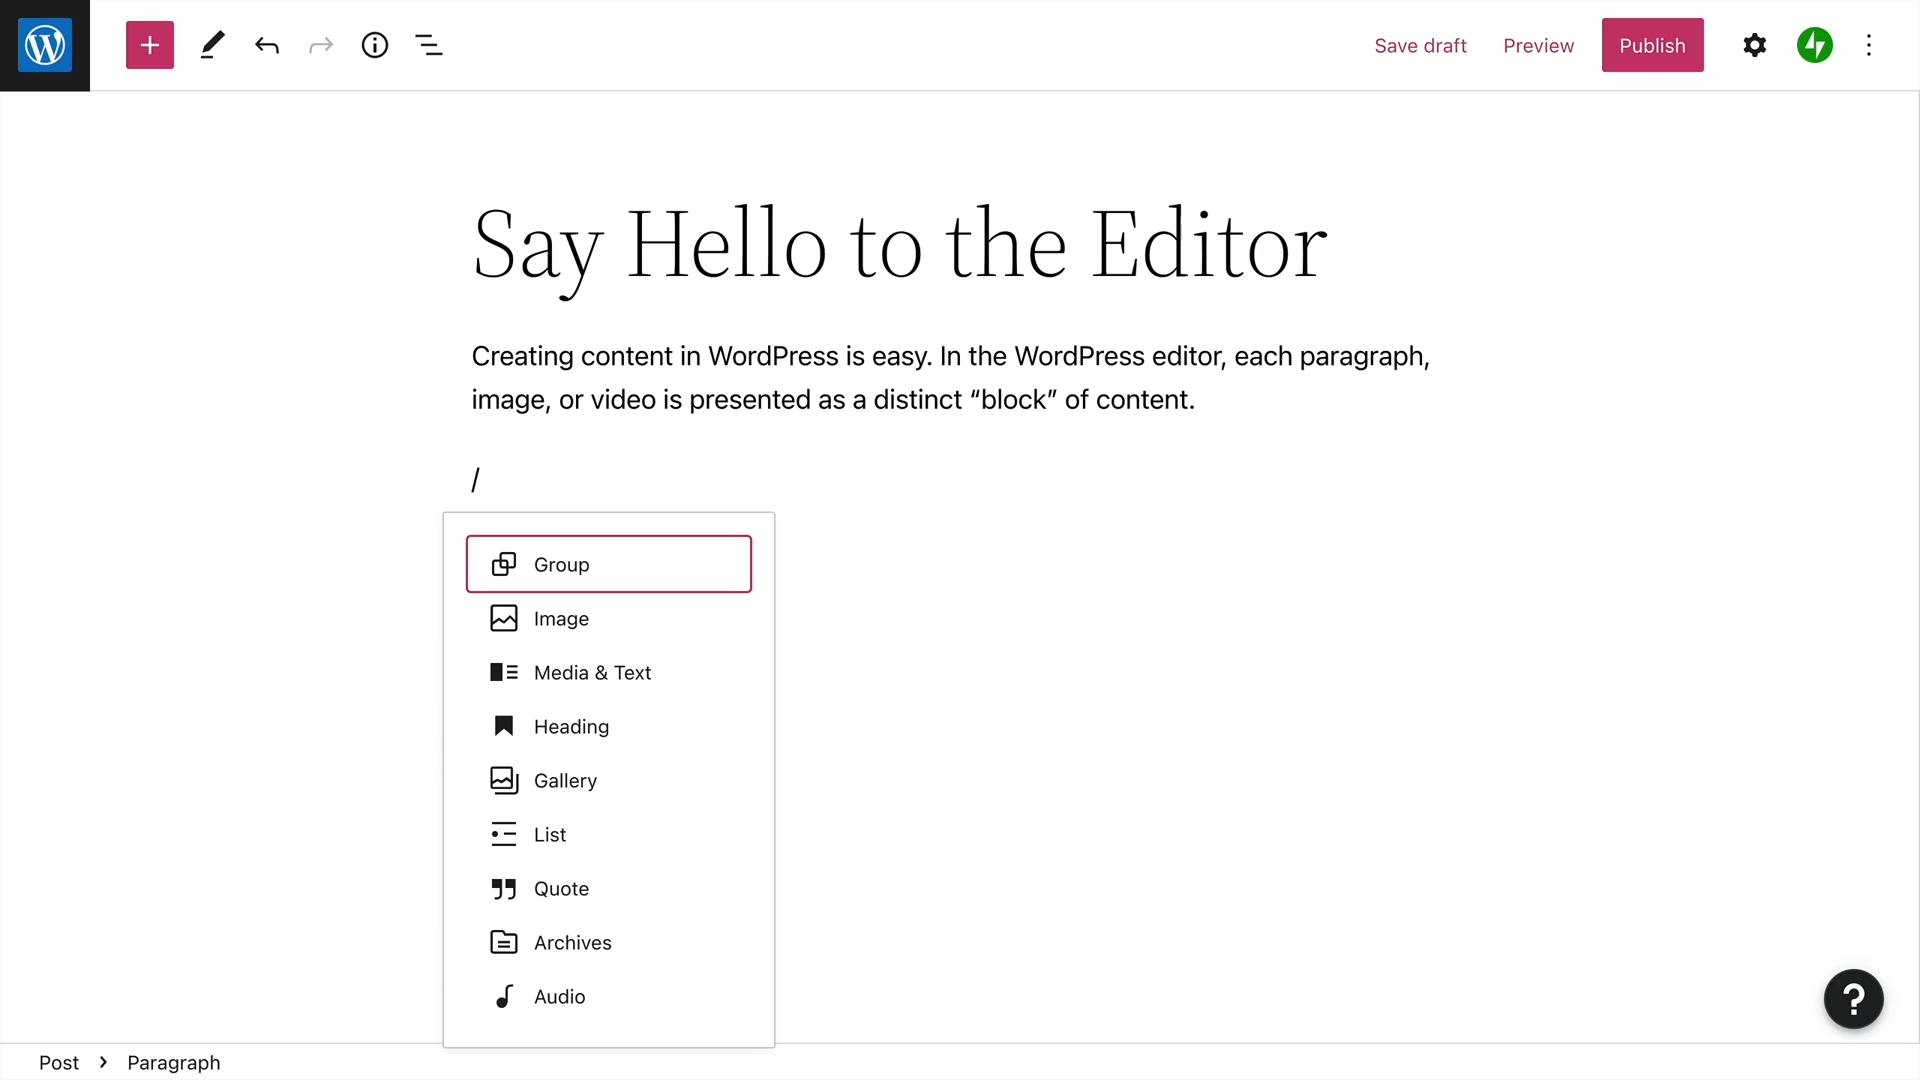 Save draft Preview Publish
Say Hello to the Editor
Creating content in WordPress is easy. In the WordPress editor, each paragraph,
image, or video is presented as a distinct “block” of content.
/
Group
Image
Media & Text
Heading
Gallery
List
Quote
Archives
Audio
Post > Paragraph